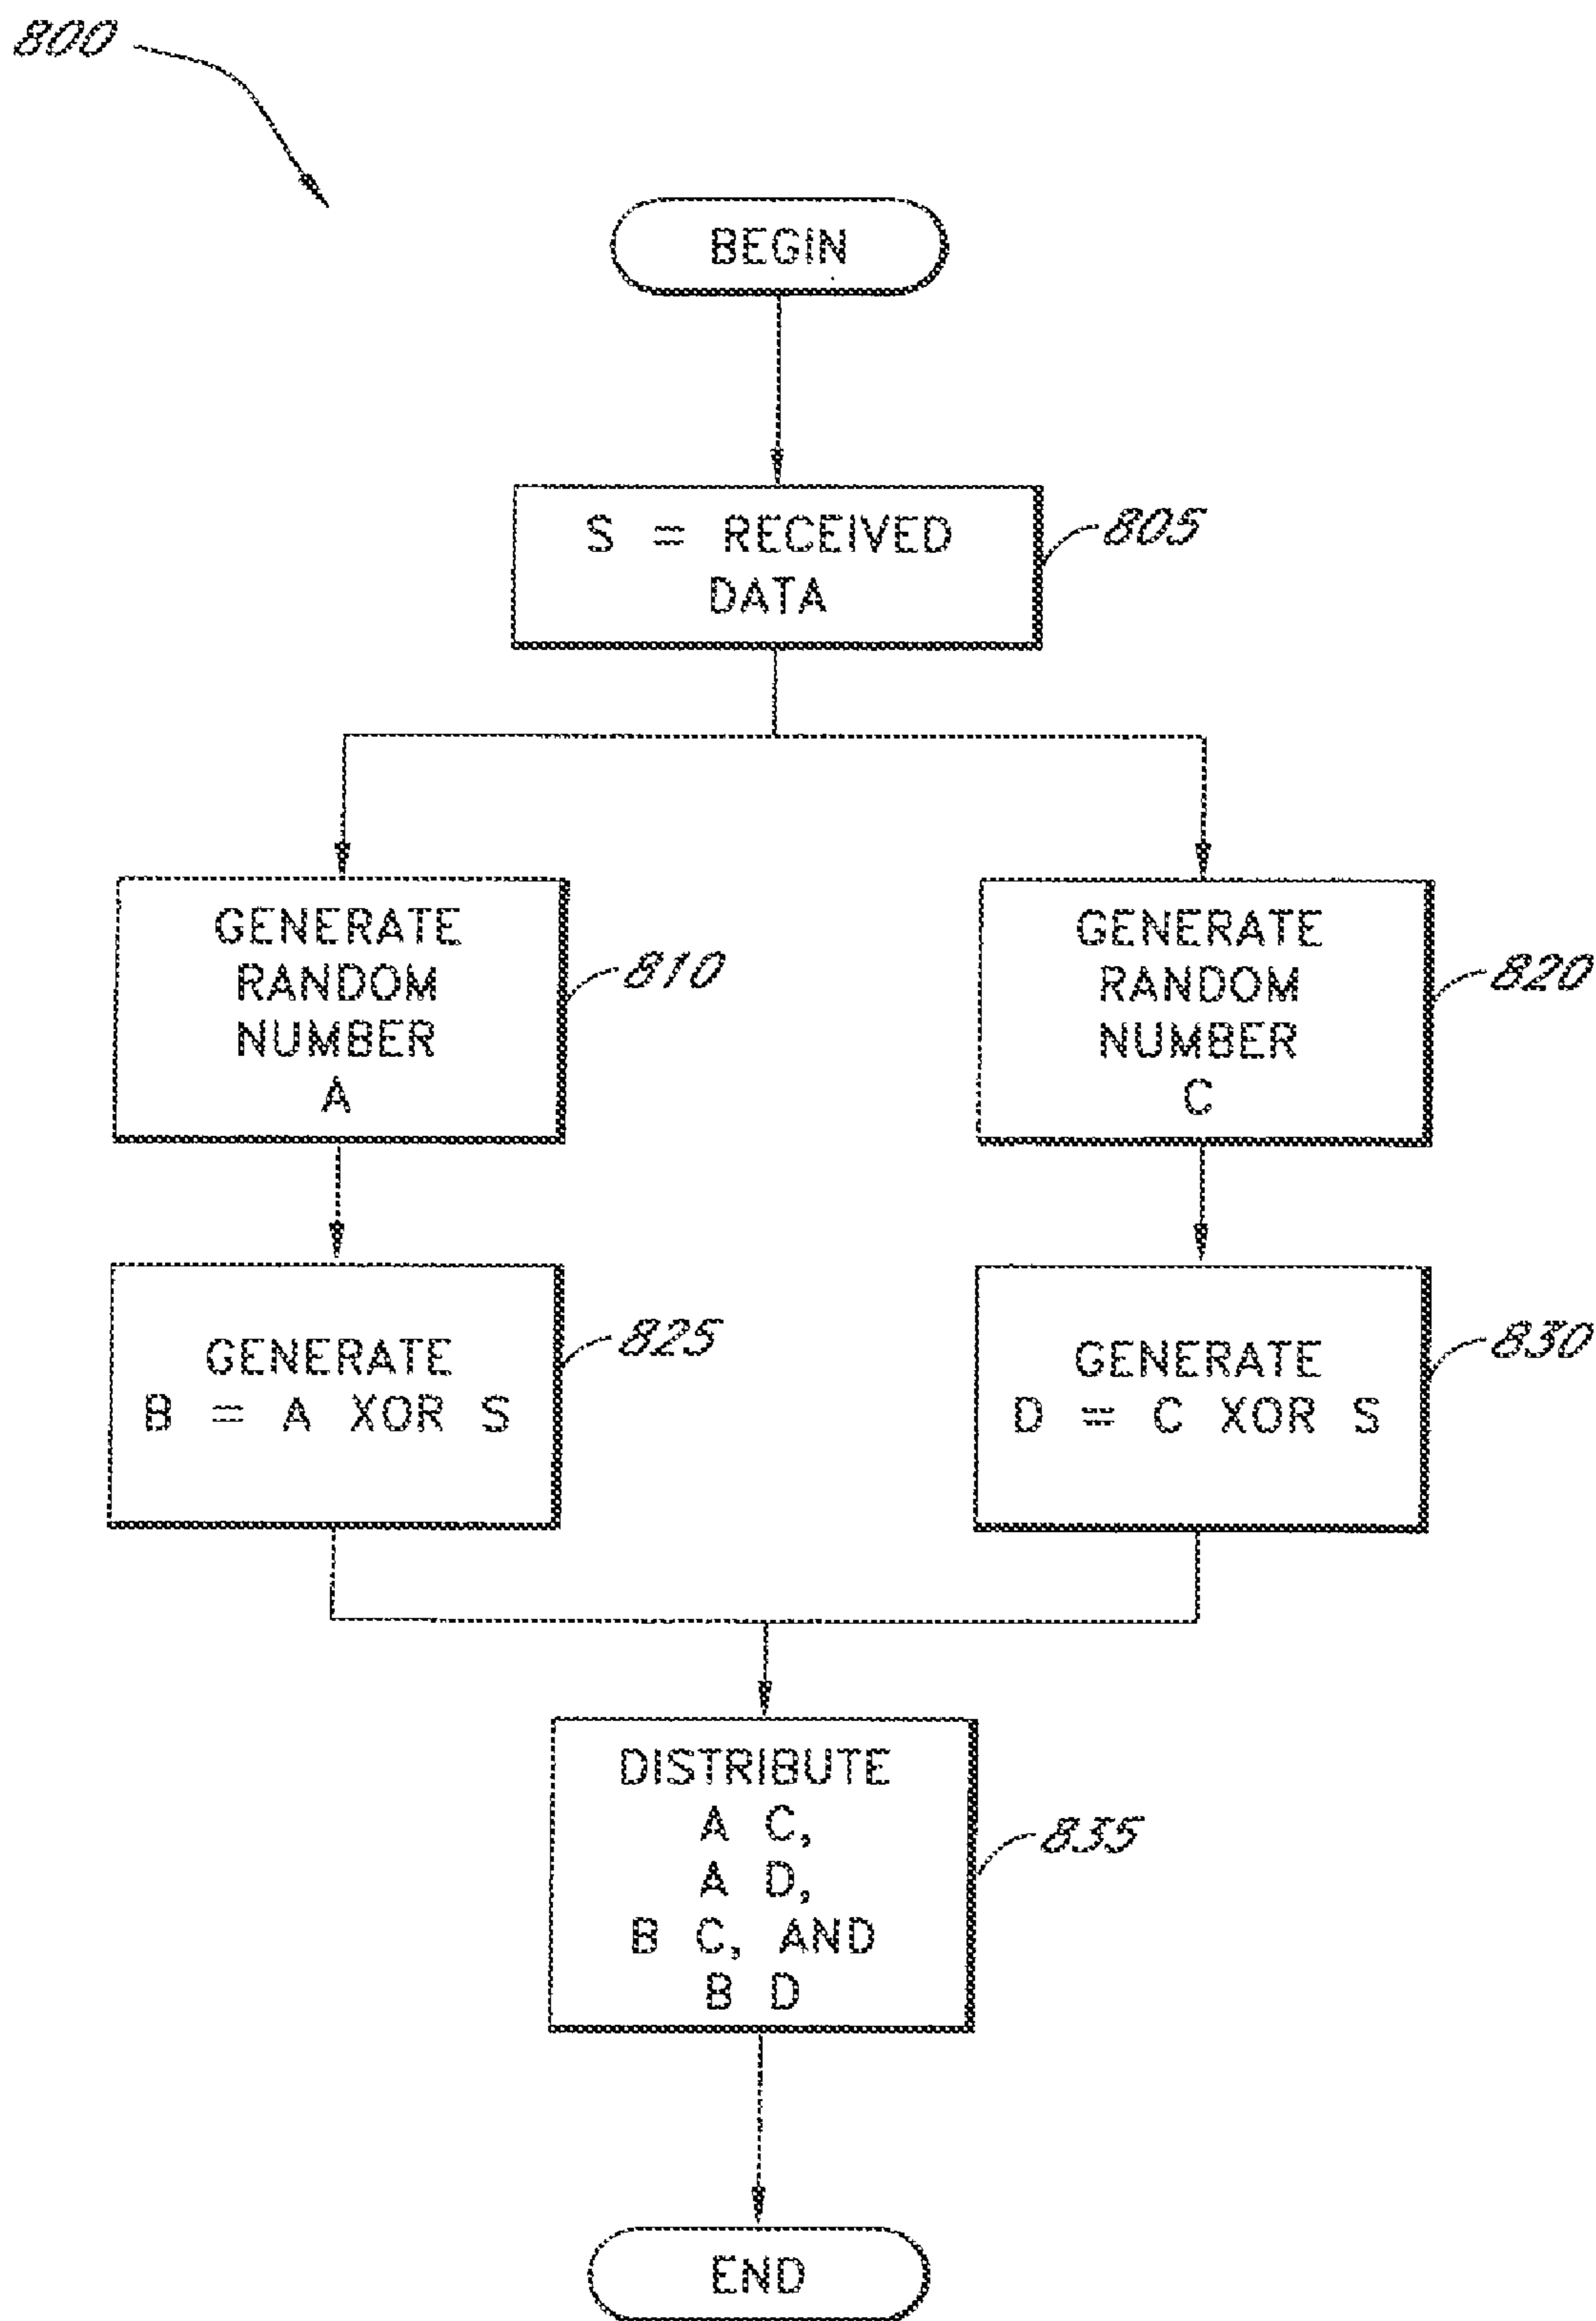 800
BEGIN
S = RECEIVED
DATA
805
GENERATE
RANDOM
NUMBER
A
810
GENERATE
RANDOM
NUMBER
C
820
GENERATE
B = A XOR S
825
GENERATE
D = C XOR S
830
DISTRIBUTE
A C,
A D,
B C, AND
B D
835
END